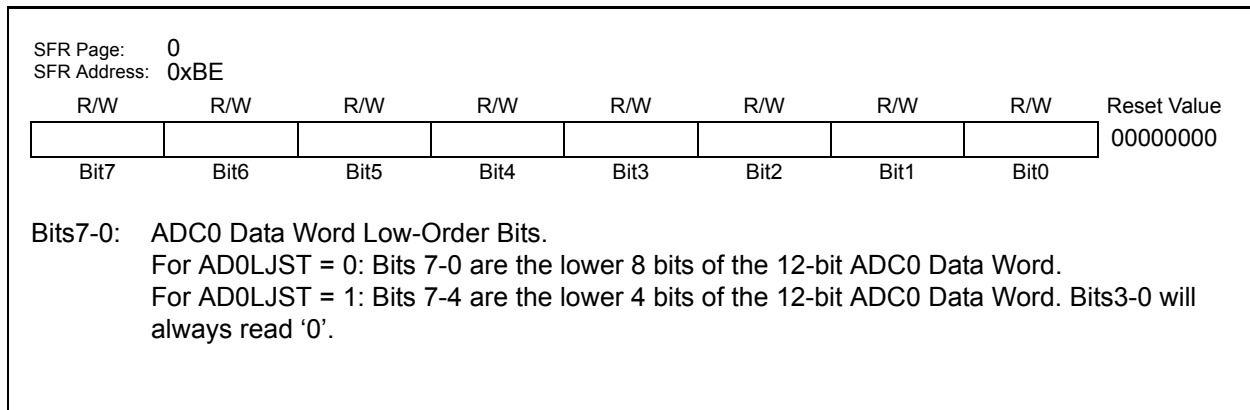 SFR Page: 0
SFR Address: 0xBE
R/W R/W R/W R/W R/W R/W R/W R/W Reset Value
00000000
Bit7 Bit6 Bit5 Bit4 Bit3 Bit2 Bit1 Bit0
Bits7-0: ADC0 Data Word Low-Order Bits.
For AD0LJST = 0: Bits 7-0 are the lower 8 bits of the 12-bit ADC0 Data Word.
For AD0LJST = 1: Bits 7-4 are the lower 4 bits of the 12-bit ADC0 Data Word. Bits3-0 will
always read ‘0’.